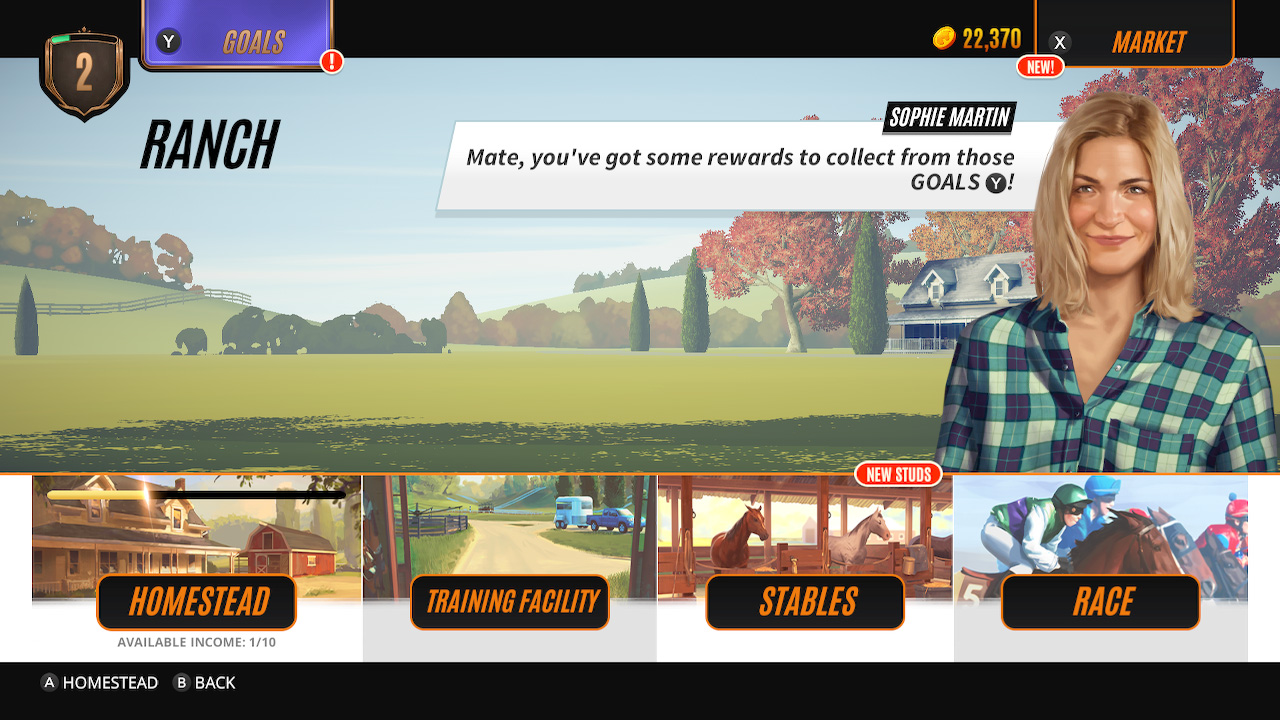 Y GOALS
!
2
22,370
X MARKET
NEW!
RANCH
SOPHIE MARTIN
Mate, you've got some rewards to collect from those
GOALS Y!
NEW STUDS
5
HOMESTEAD
TRAINING FACILITY
STABLES
RACE
AVAILABLE INCOME: 1/10
A HOMESTEAD B BACK